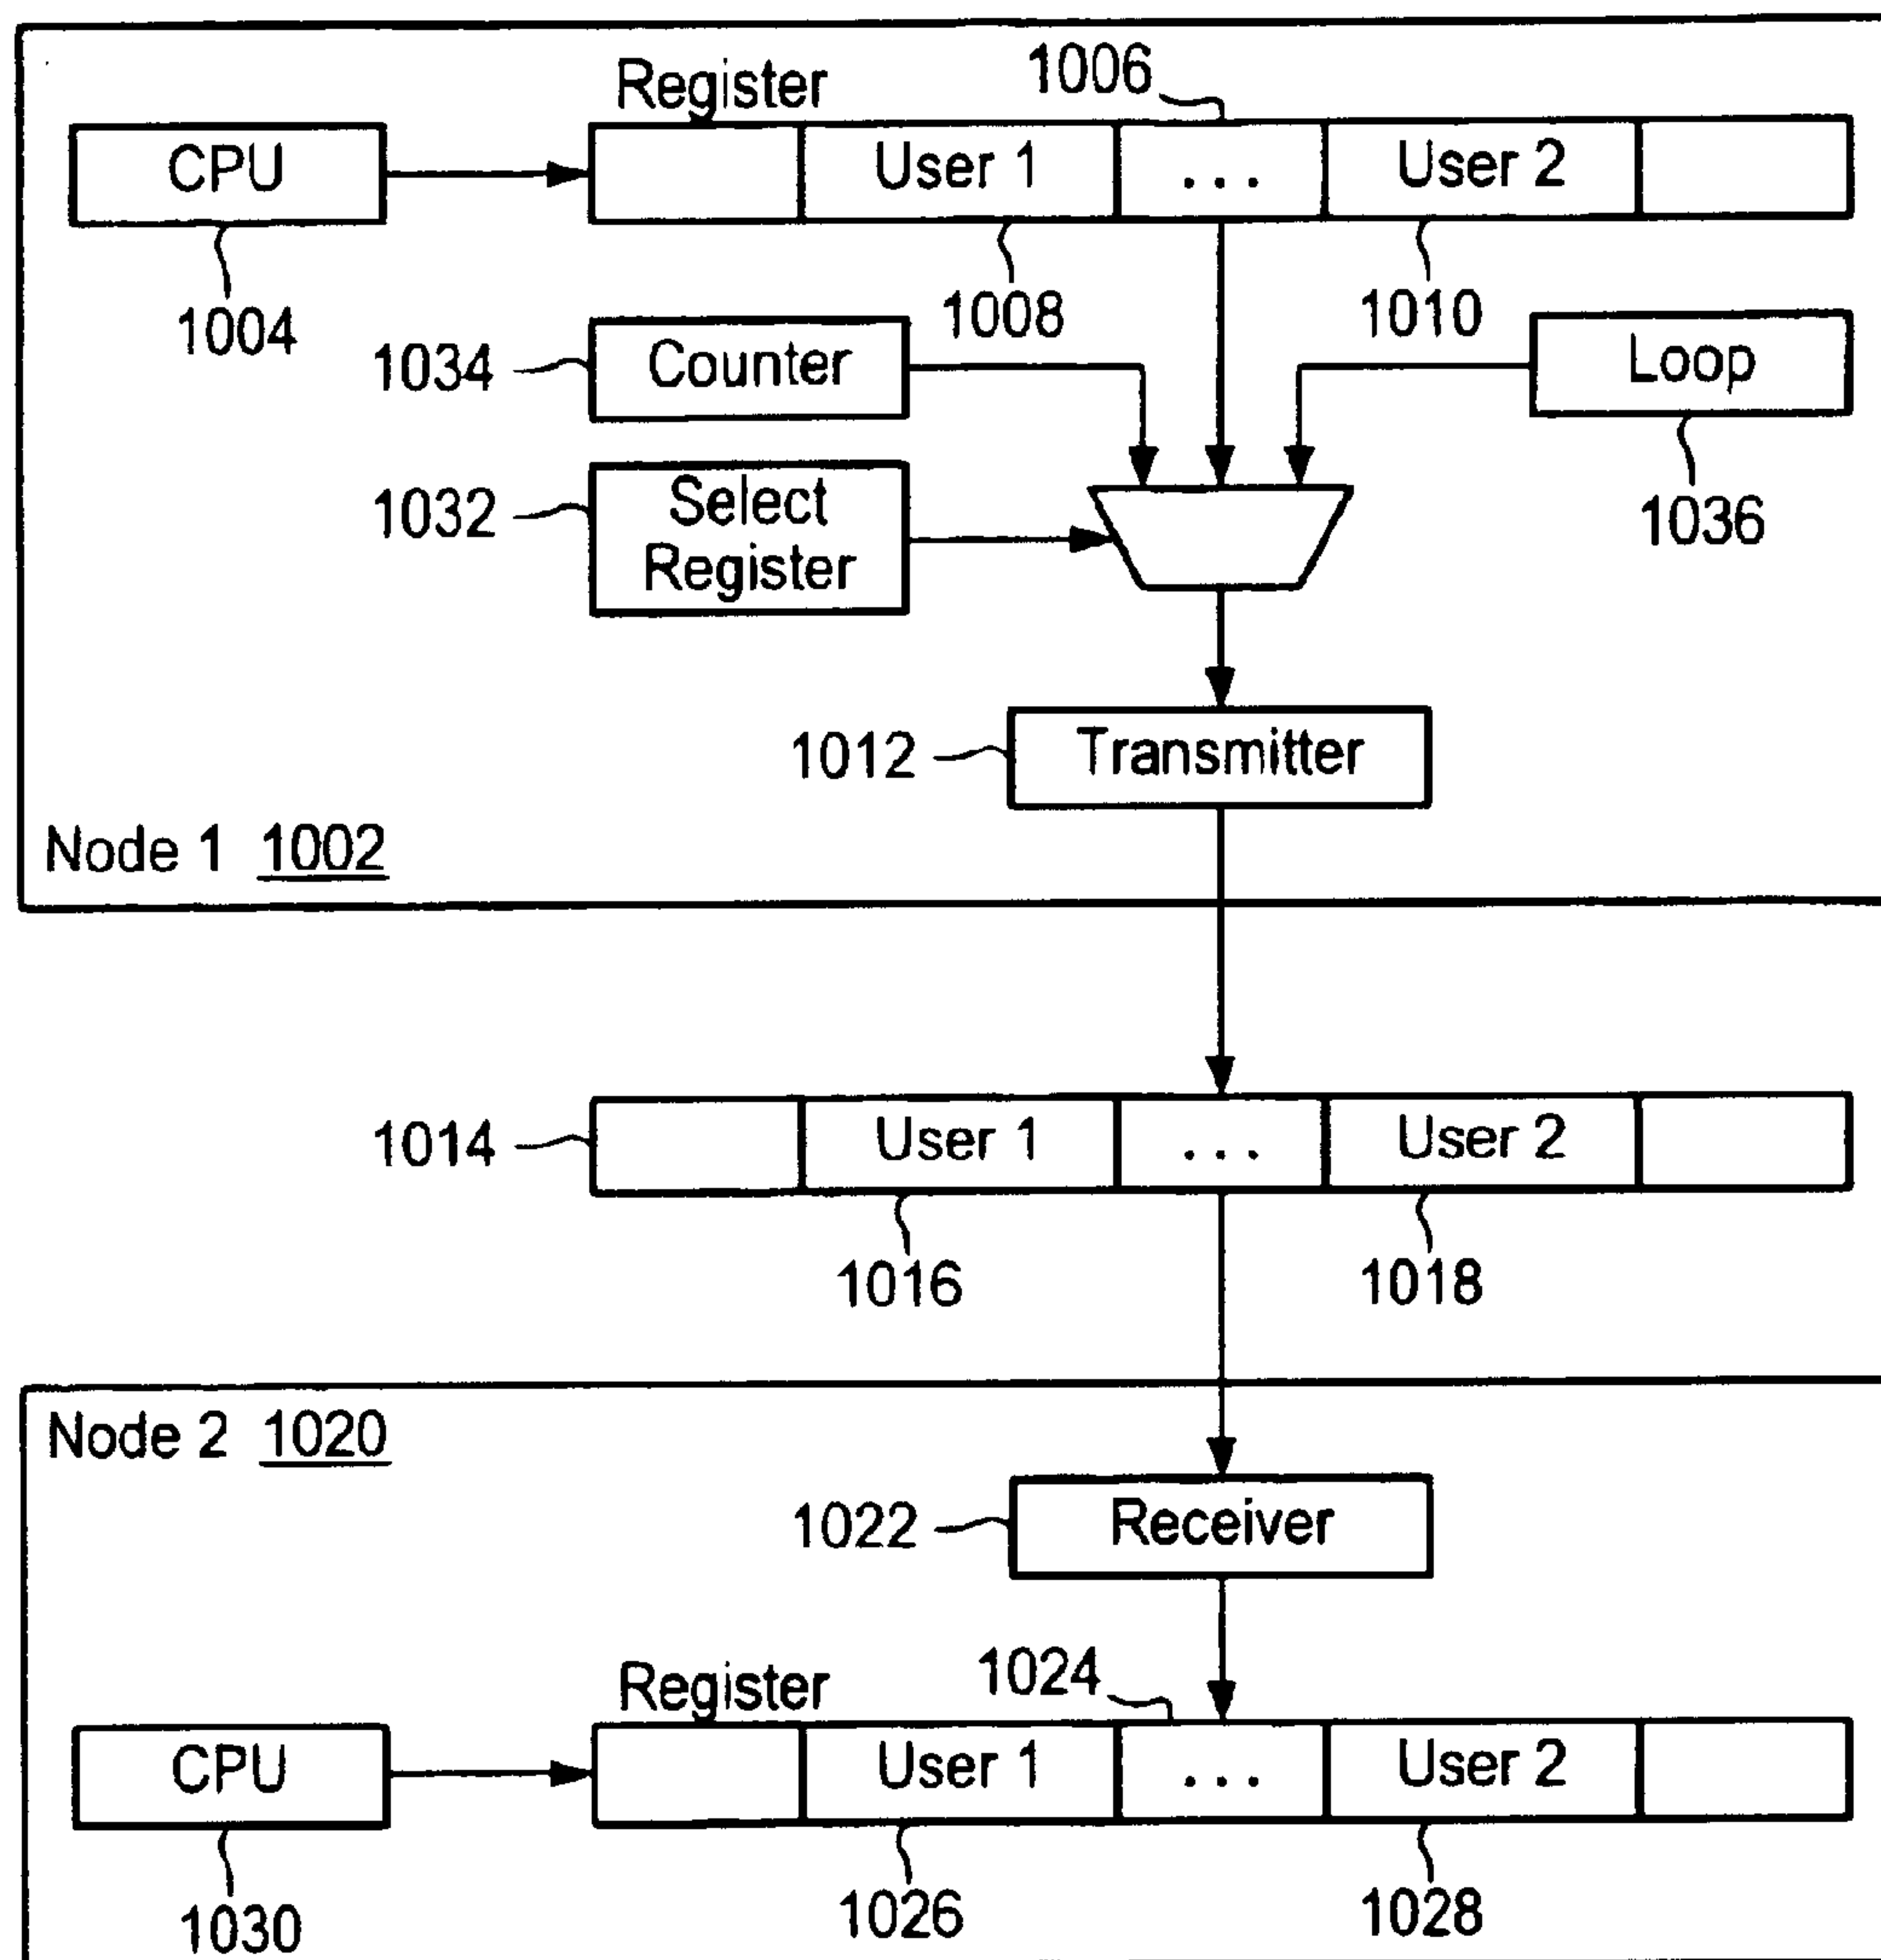 Register
1006
CPU
User 1
...
User 2
1004
1008
1010
1034
Counter
Loop
1032
Select
Register
1036
1012
Transmitter
Node 1 1002
1014
User 1
...
User 2
1016
1018
Node 2 1020
1022
Receiver
Register
1024
CPU
User 1
...
User 2
1030
1026
1028